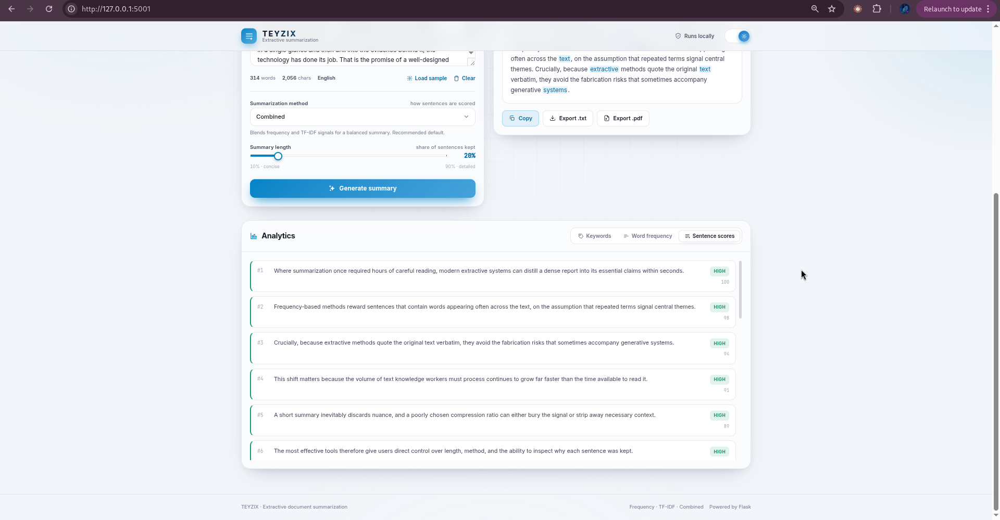 http://127.0.0.1:5001
Relaunch to update
TEYZIX
Extractive summarization
Runs locally
technology has done its job. That is the promise of a well-designed
314 words 2,056 chars English
Load sample
Clear
Summarization method
how sentences are scored
Combined
Blends frequency and TF-IDF signals for a balanced summary. Recommended default.
Summary length
share of sentences kept
20%
10% · concise
90% · detailed
Generate summary
often across the text, on the assumption that repeated terms signal central
themes. Crucially, because extractive methods quote the original text
verbatim, they avoid the fabrication risks that sometimes accompany
generative systems.
Copy
Export .txt
Export .pdf
Analytics
Keywords
Word frequency
Sentence scores
#1 Where summarization once required hours of careful reading, modern extractive systems can distill a dense report into its essential claims within seconds. HIGH
100
#2 Frequency-based methods reward sentences that contain words appearing often across the text, on the assumption that repeated terms signal central themes. HIGH
98
#3 Crucially, because extractive methods quote the original text verbatim, they avoid the fabrication risks that sometimes accompany generative systems. HIGH
94
#4 This shift matters because the volume of text knowledge workers must process continues to grow far faster than the time available to read it. HIGH
91
#5 A short summary inevitably discards nuance, and a poorly chosen compression ratio can either bury the signal or strip away necessary context. HIGH
89
#6 The most effective tools therefore give users direct control over length, method, and the ability to inspect why each sentence was kept. HIGH
TEYZIX · Extractive document summarization
Frequency · TF-IDF · Combined Powered by Flask